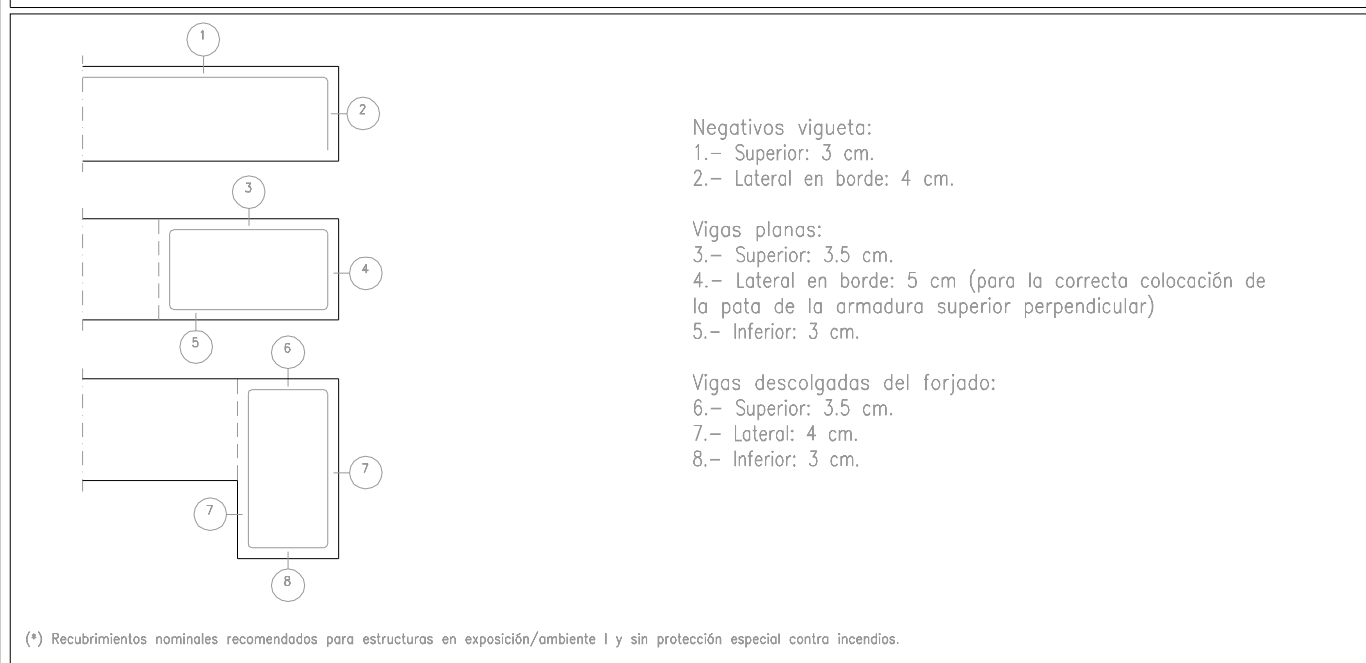 1
2
3
4
5
6
7
7
8
Negativos vigueta:
1.- Superior: 3 cm.
2.- Lateral en borde: 4 cm.
Vigas planas:
3.- Superior: 3.5 cm.
4.- Lateral en borde: 5 cm (para la correcta colocación de
la pata de la armadura superior perpendicular)
5.- Inferior: 3 cm.
Vigas descolgadas del forjado:
6.- Superior: 3.5 cm.
7.- Lateral: 4 cm.
8.- Inferior: 3 cm.
(*) Recubrimientos nominales recomendados para estructuras en exposición/ambiente I y sin protección especial contra incendios.